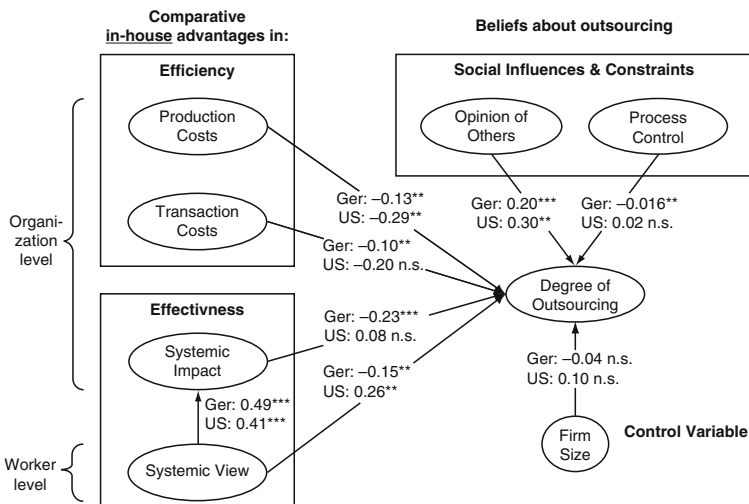 Comparative
in-house advantages in:
Beliefs about outsourcing
Efficiency
Social Influences & Constraints
Production
Costs
Opinion of
Others
Process
Control
Ger: –0.13**
US: –0.29**
Ger: 0.20***
US: 0.30**
Ger: –0.016**
US: 0.02 n.s.
Organi-
zation
level
Transaction
Costs
Ger: –0.10**
US: –0.20 n.s.
Degree of
Outsourcing
Effectivness
Systemic
Impact
Ger: –0.23***
US: 0.08 n.s.
Ger: –0.15**
US: 0.26**
Ger: –0.04 n.s.
US: 0.10 n.s.
Ger: 0.49***
US: 0.41***
Firm
Size
Control Variable
Worker
level
Systemic View